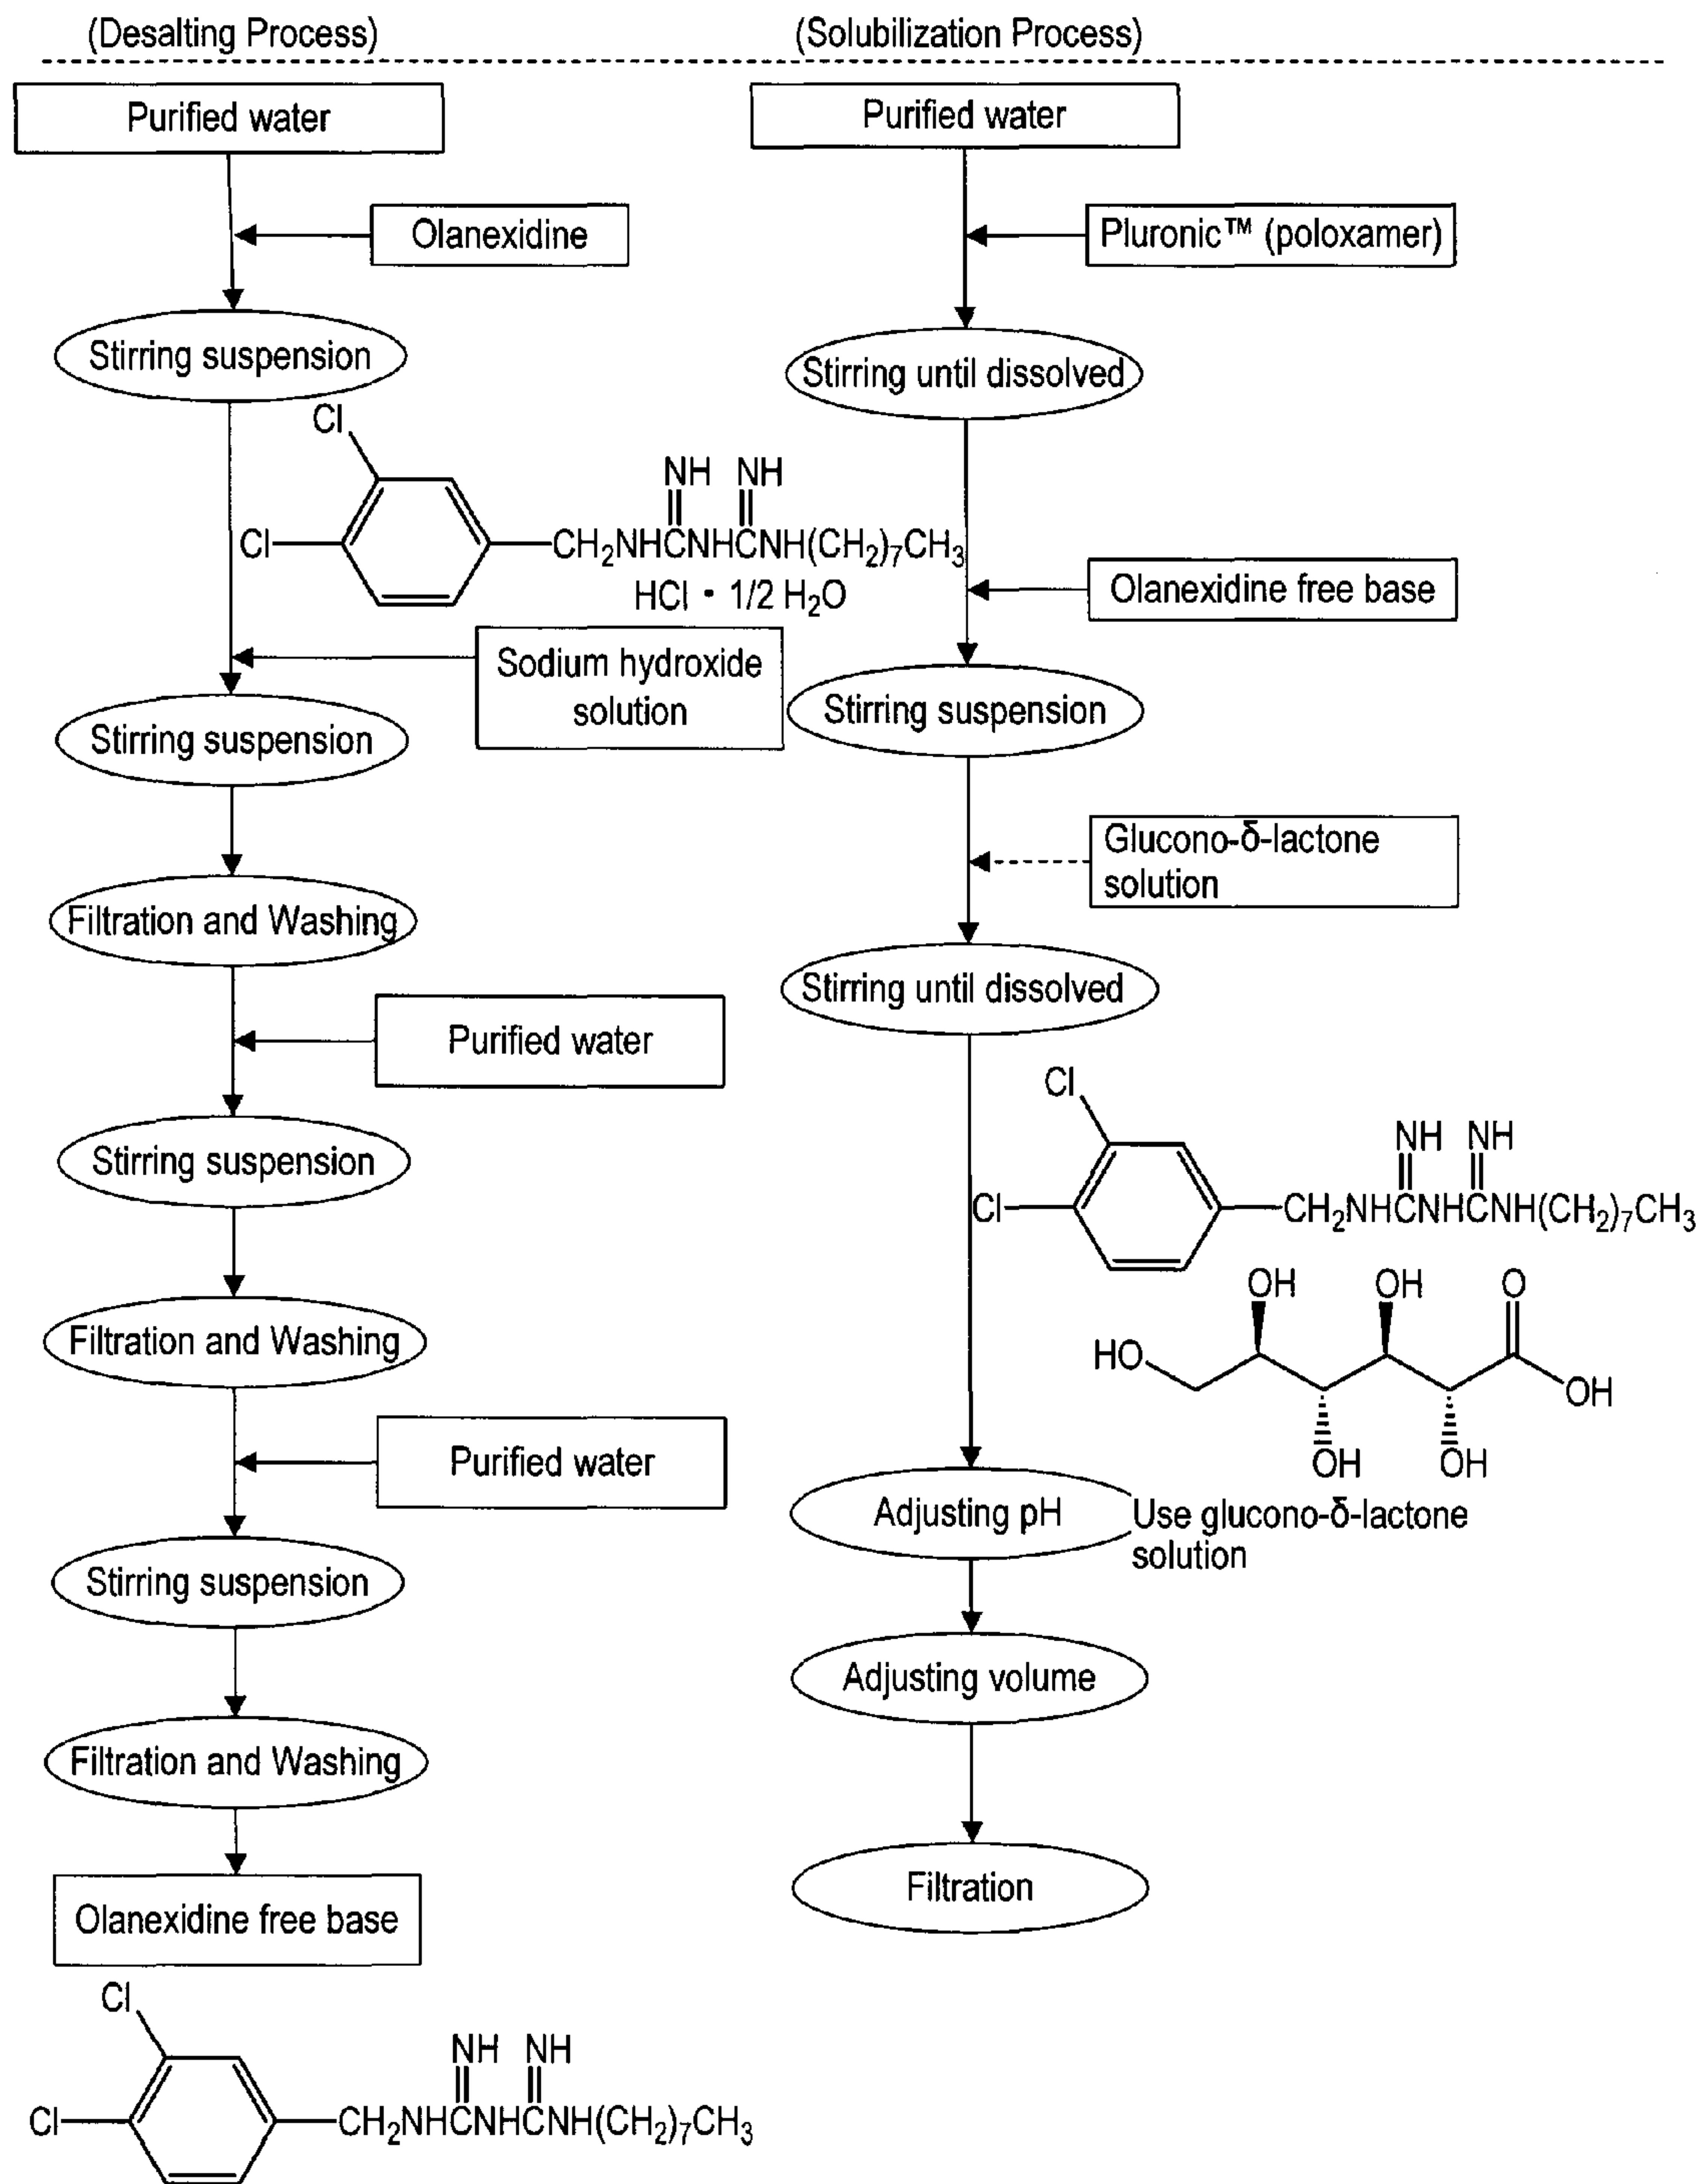 (Desalting Process)
Purified water
Olanexidine
Stirring suspension
Cl
Cl
NH NH
CH₂NHCNHCNH(CH₂)₇CH₃
HCl · 1/2 H₂O
Sodium hydroxide
solution
Stirring suspension
Filtration and Washing
Purified water
Stirring suspension
Filtration and Washing
Purified water
Stirring suspension
Filtration and Washing
Olanexidine free base
Cl
Cl
NH NH
CH₂NHCNHCNH(CH₂)₇CH₃
(Solubilization Process)
Purified water
Pluronic™ (poloxamer)
Stirring until dissolved
Olanexidine free base
Stirring suspension
Glucono-δ-lactone
solution
Stirring until dissolved
Cl
Cl
NH NH
CH₂NHCNHCNH(CH₂)₇CH₃
OH OH O
HO
OH
OH OH
Adjusting pH
Use glucono-δ-lactone
solution
Adjusting volume
Filtration